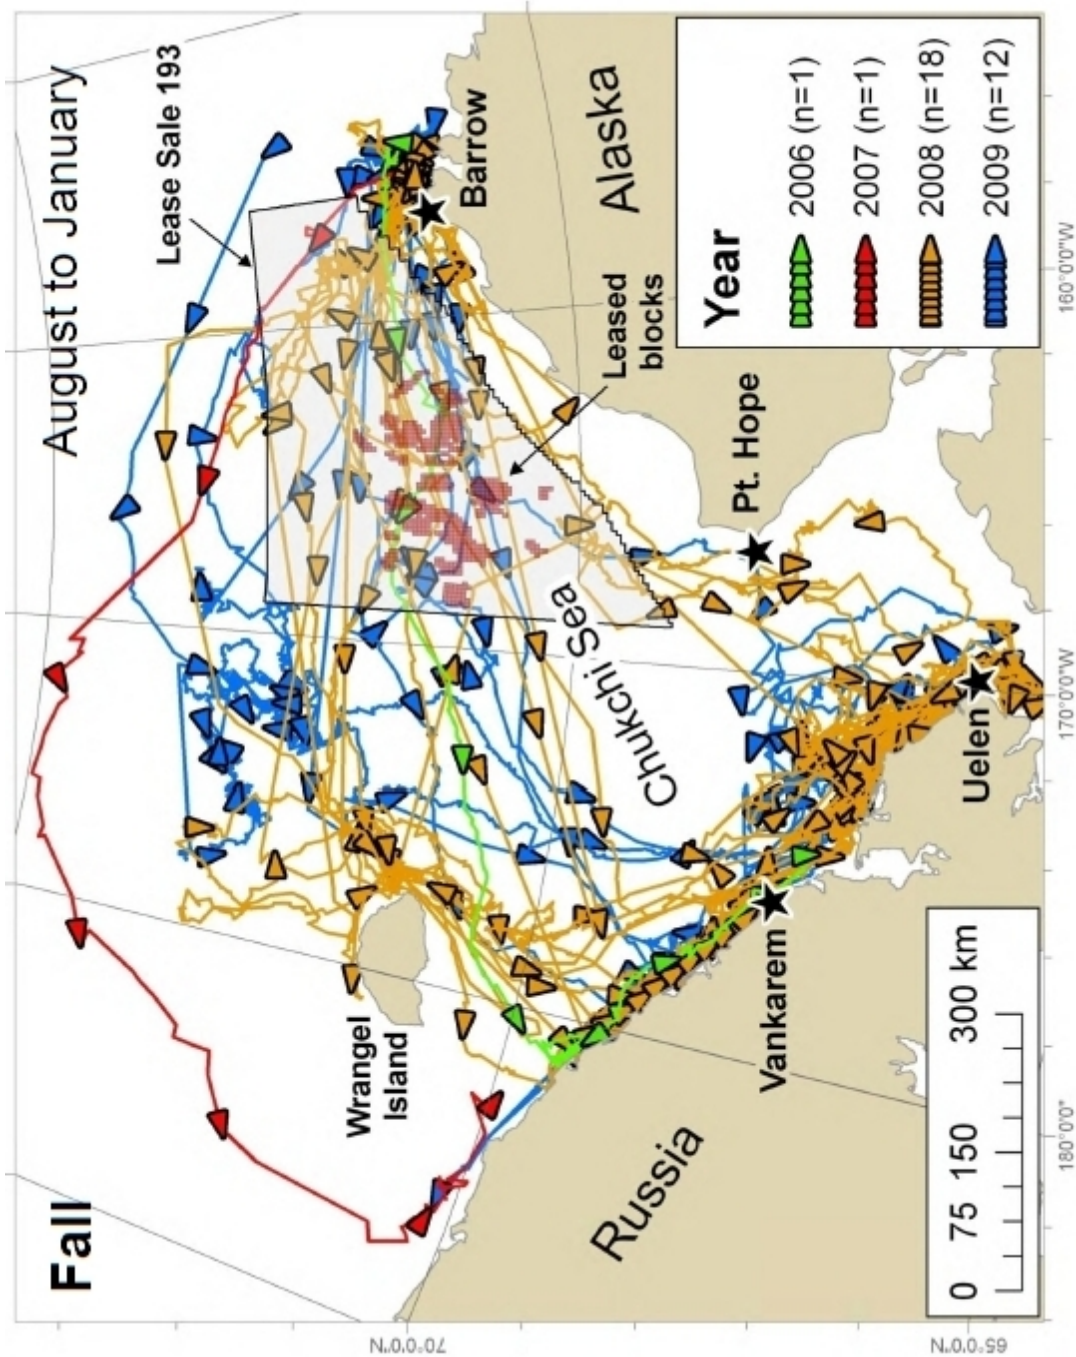 Fall
August to January
Lease Sale 193
Barrow
Alaska
Leased
blocks
Pt. Hope
Chukchi Sea
Wrangel
Island
Russia
Vankarem
Uelen
Year
2006 (n=1)
2007 (n=1)
2008 (n=18)
2009 (n=12)
0 75 150 300 km
70°0'0"N
65°0'0"N
180°0'0"
170°0'0"W
160°0'0"W